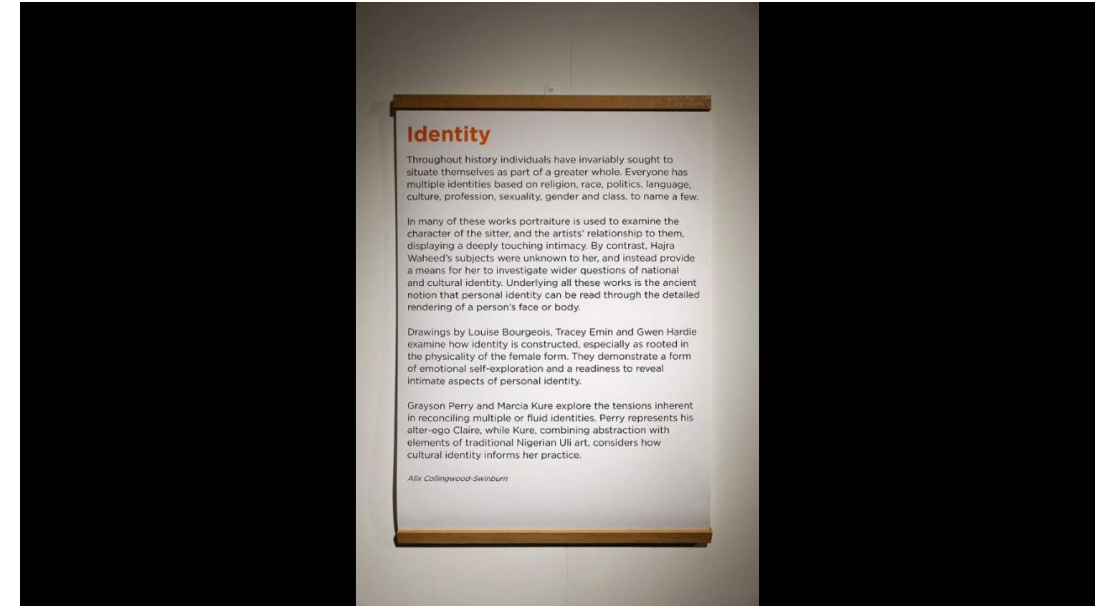 Identity
Throughout history individuals have invariably sought to
situate themselves as part of a greater whole. Everyone has
multiple identities based on religion, race, politics, language,
culture, profession, sexuality, gender and class, to name a few.
In many of these works portraiture is used to examine the
character of the sitter, and the artists' relationship to them,
displaying a deeply touching intimacy. By contrast, Hajra
Waheed's subjects were unknown to her, and instead provide
a means for her to investigate wider questions of national
and cultural identity. Underlying all these works is the ancient
notion that personal identity can be read through the detailed
rendering of a person's face or body.
Drawings by Louise Bourgeois, Tracey Emin and Gwen Hardie
examine how identity is constructed, especially as rooted in
the physicality of the female form. They demonstrate a form
of emotional self-exploration and a readiness to reveal
intimate aspects of personal identity.
Grayson Perry and Marcia Kure explore the tensions inherent
in reconciling multiple or fluid identities. Perry represents his
alter-ego Claire, while Kure, combining abstraction with
elements of traditional Nigerian Uli art, considers how
cultural identity informs her practice.
Alix Collingwood-Swinburn